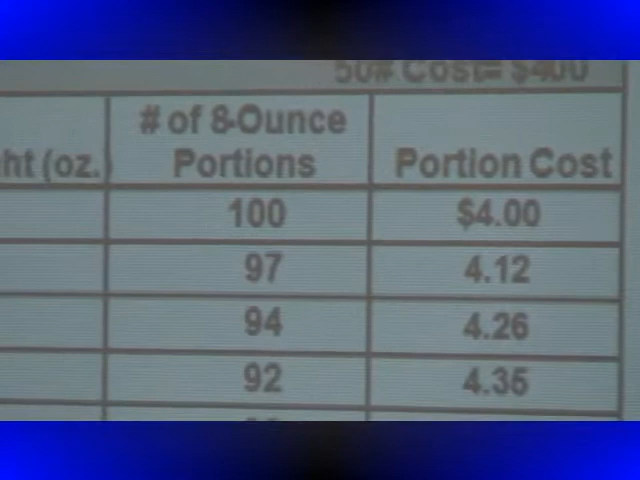 50# Cost= $400
# of 8-Ounce
ht (oz.)
Portions
Portion Cost
100
$4.00
97
4.12
94
4.26
92
4.35